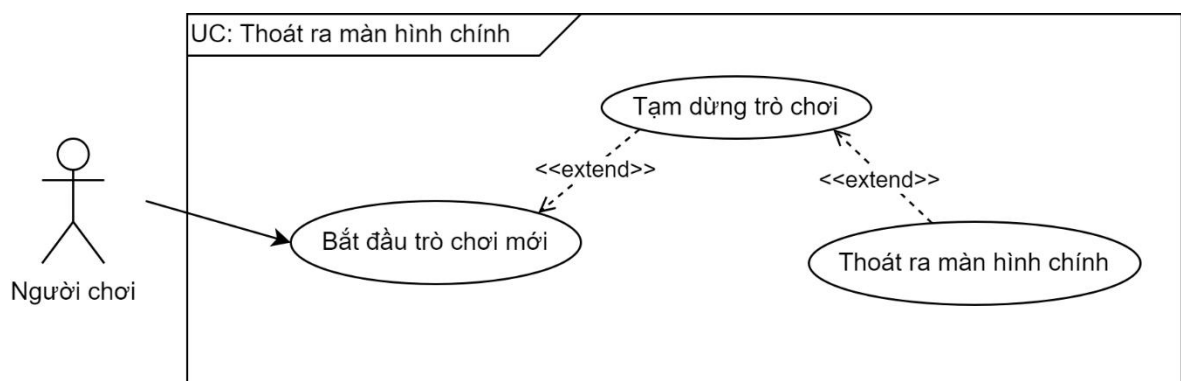 UC: Thoát ra màn hình chính
Tạm dừng trò chơi
<<extend>>
<<extend>>
Bắt đầu trò chơi mới
Thoát ra màn hình chính
Người chơi